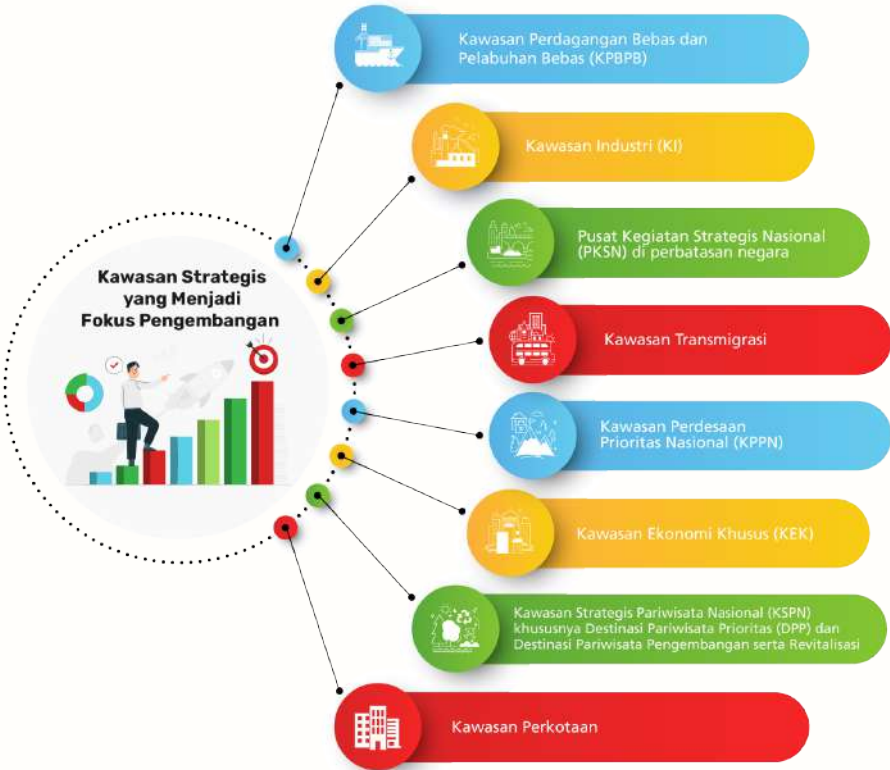 Kawasan Strategis
yang Menjadi
Fokus Pengembangan
Kawasan Perdagangan Bebas dan
Pelabuhan Bebas (KPBPB)
Kawasan Industri (KI)
Pusat Kegiatan Strategis Nasional
(PKSN) di perbatasan negara
Kawasan Transmigrasi
Kawasan Perdesaan
Prioritas Nasional (KPPN)
Kawasan Ekonomi Khusus (KEK)
Kawasan Strategis Pariwisata Nasional (KSPN)
khususnya Destinasi Pariwisata Prioritas (DPP) dan
Destinasi Pariwisata Pengembangan serta Revitalisasi
Kawasan Perkotaan